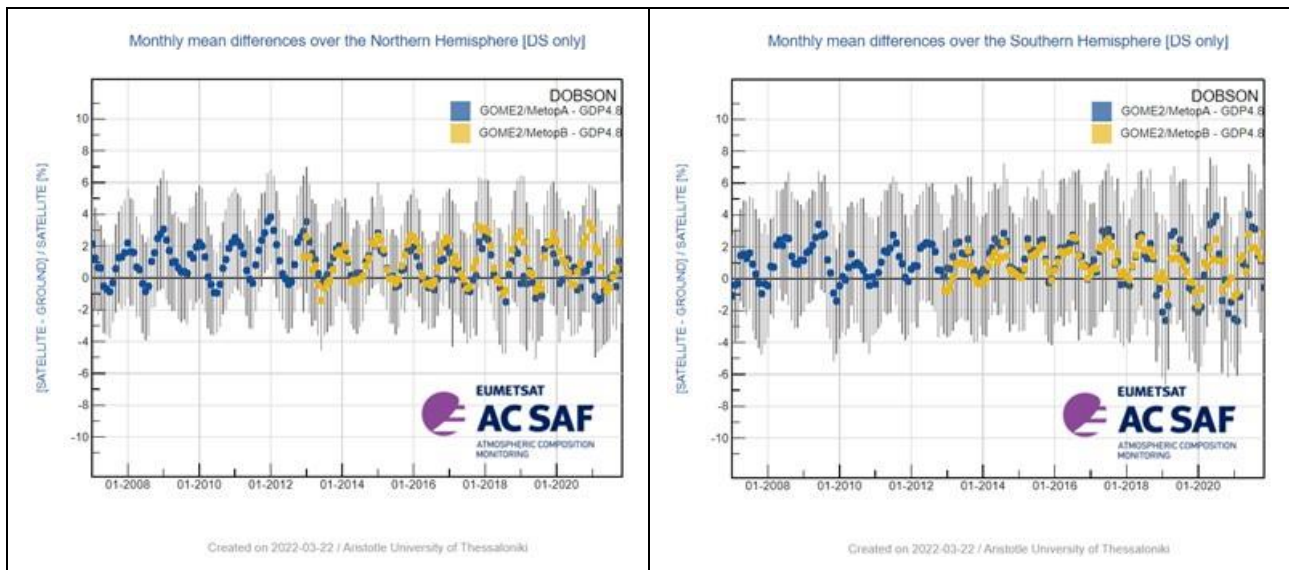 Monthly mean differences over the Northern Hemisphere [DS only]
DOBSON
GOME2/MetopA - GDP4.8
GOME2/MetopB - GDP4.8
[SATELLITE - GROUND] / SATELLITE [%]
10
8
6
4
2
0
-2
-4
-6
-8
-10
EUMETSAT
AC SAF
ATMOSPHERIC COMPOSITION
MONITORING
01-2008 01-2010 01-2012 01-2014 01-2016 01-2018 01-2020
Created on 2022-03-22 / Aristotle University of Thessaloniki
Monthly mean differences over the Southern Hemisphere [DS only]
DOBSON
GOME2/MetopA - GDP4.8
GOME2/MetopB - GDP4.8
[SATELLITE - GROUND] / SATELLITE [%]
10
8
6
4
2
0
-2
-4
-6
-8
-10
EUMETSAT
AC SAF
ATMOSPHERIC COMPOSITION
MONITORING
01-2008 01-2010 01-2012 01-2014 01-2016 01-2018 01-2020
Created on 2022-03-22 / Aristotle University of Thessaloniki